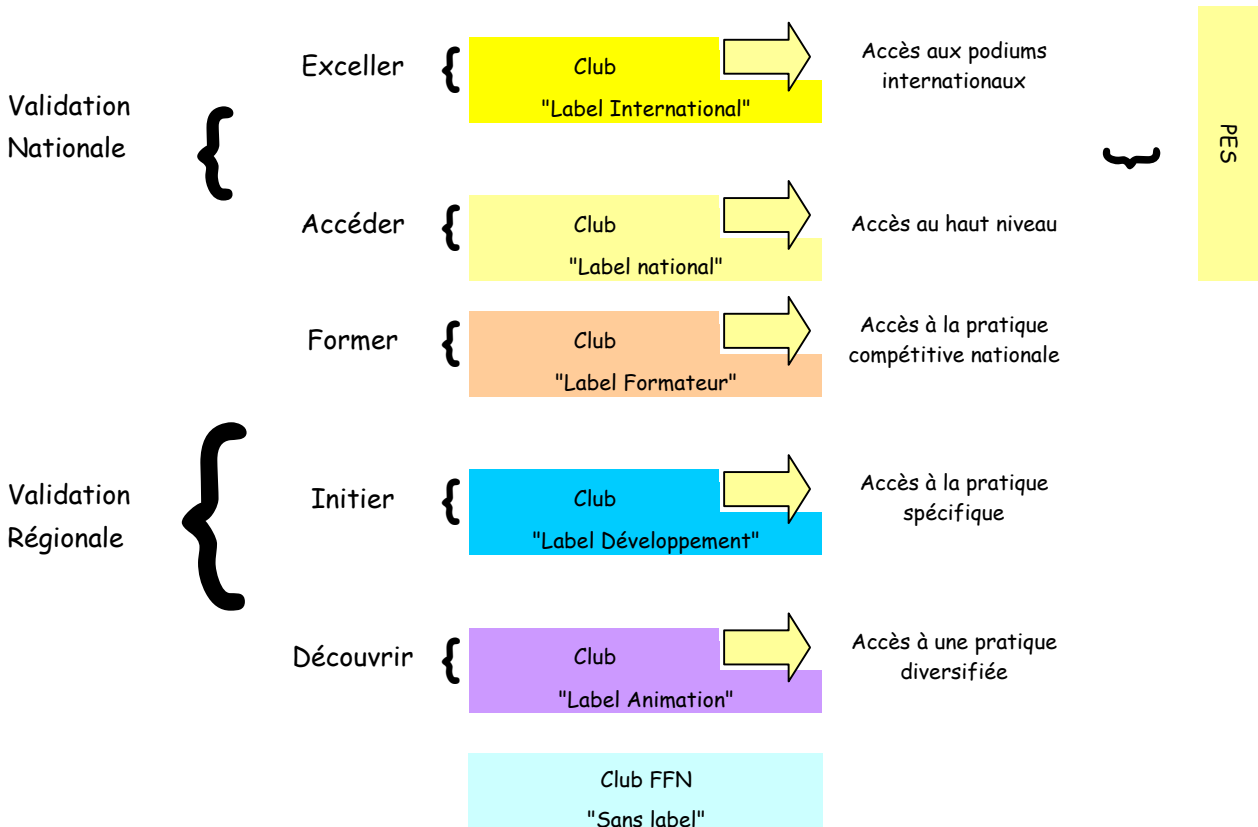 Exceller
Club
"Label International"
Accès aux podiums
internationaux
Validation
Nationale
PES
Accéder
Club
"Label national"
Accès au haut niveau
Former
Club
"Label Formateur"
Accès à la pratique
compétitive nationale
Validation
Régionale
Initier
Club
"Label Développement"
Accès à la pratique
spécifique
Découvrir
Club
"Label Animation"
Accès à une pratique
diversifiée
Club FFN
"Sans label"